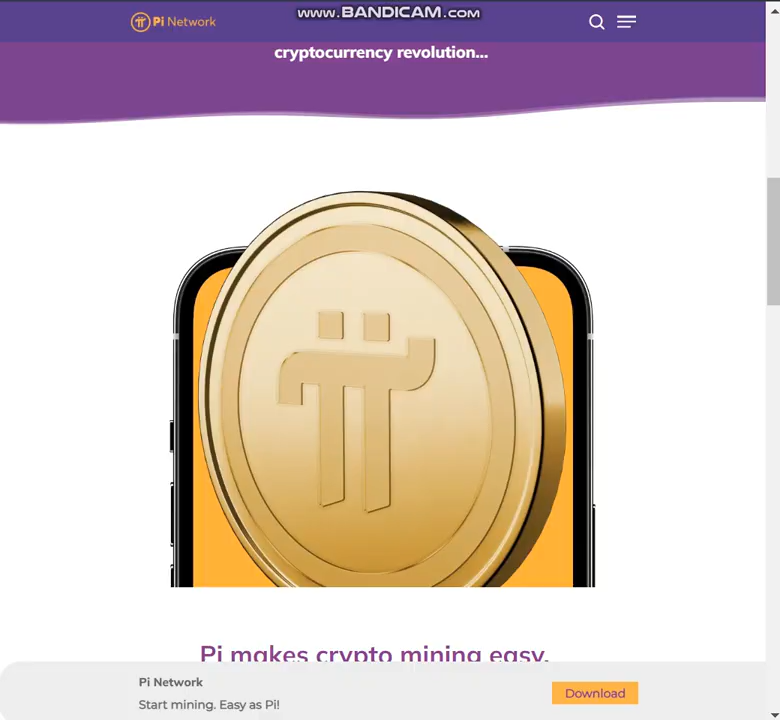 www.BANDICAM.com
Pi Network
cryptocurrency revolution...
Pi makes crypto mining easy.
Pi Network
Start mining. Easy as Pi!
Download